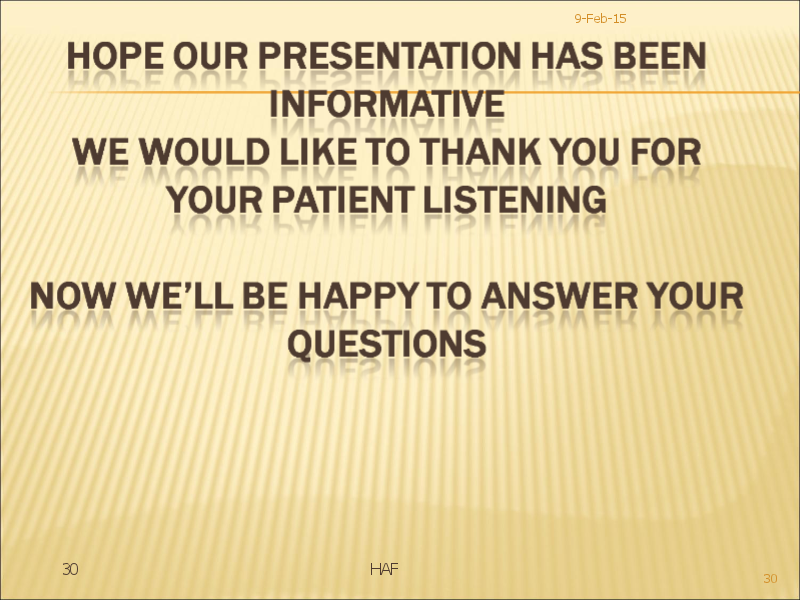 9-Feb-15
HOPE OUR PRESENTATION HAS BEEN
INFORMATIVE
WE WOULD LIKE TO THANK YOU FOR
YOUR PATIENT LISTENING
NOW WE’LL BE HAPPY TO ANSWER YOUR
QUESTIONS
30
HAF
30